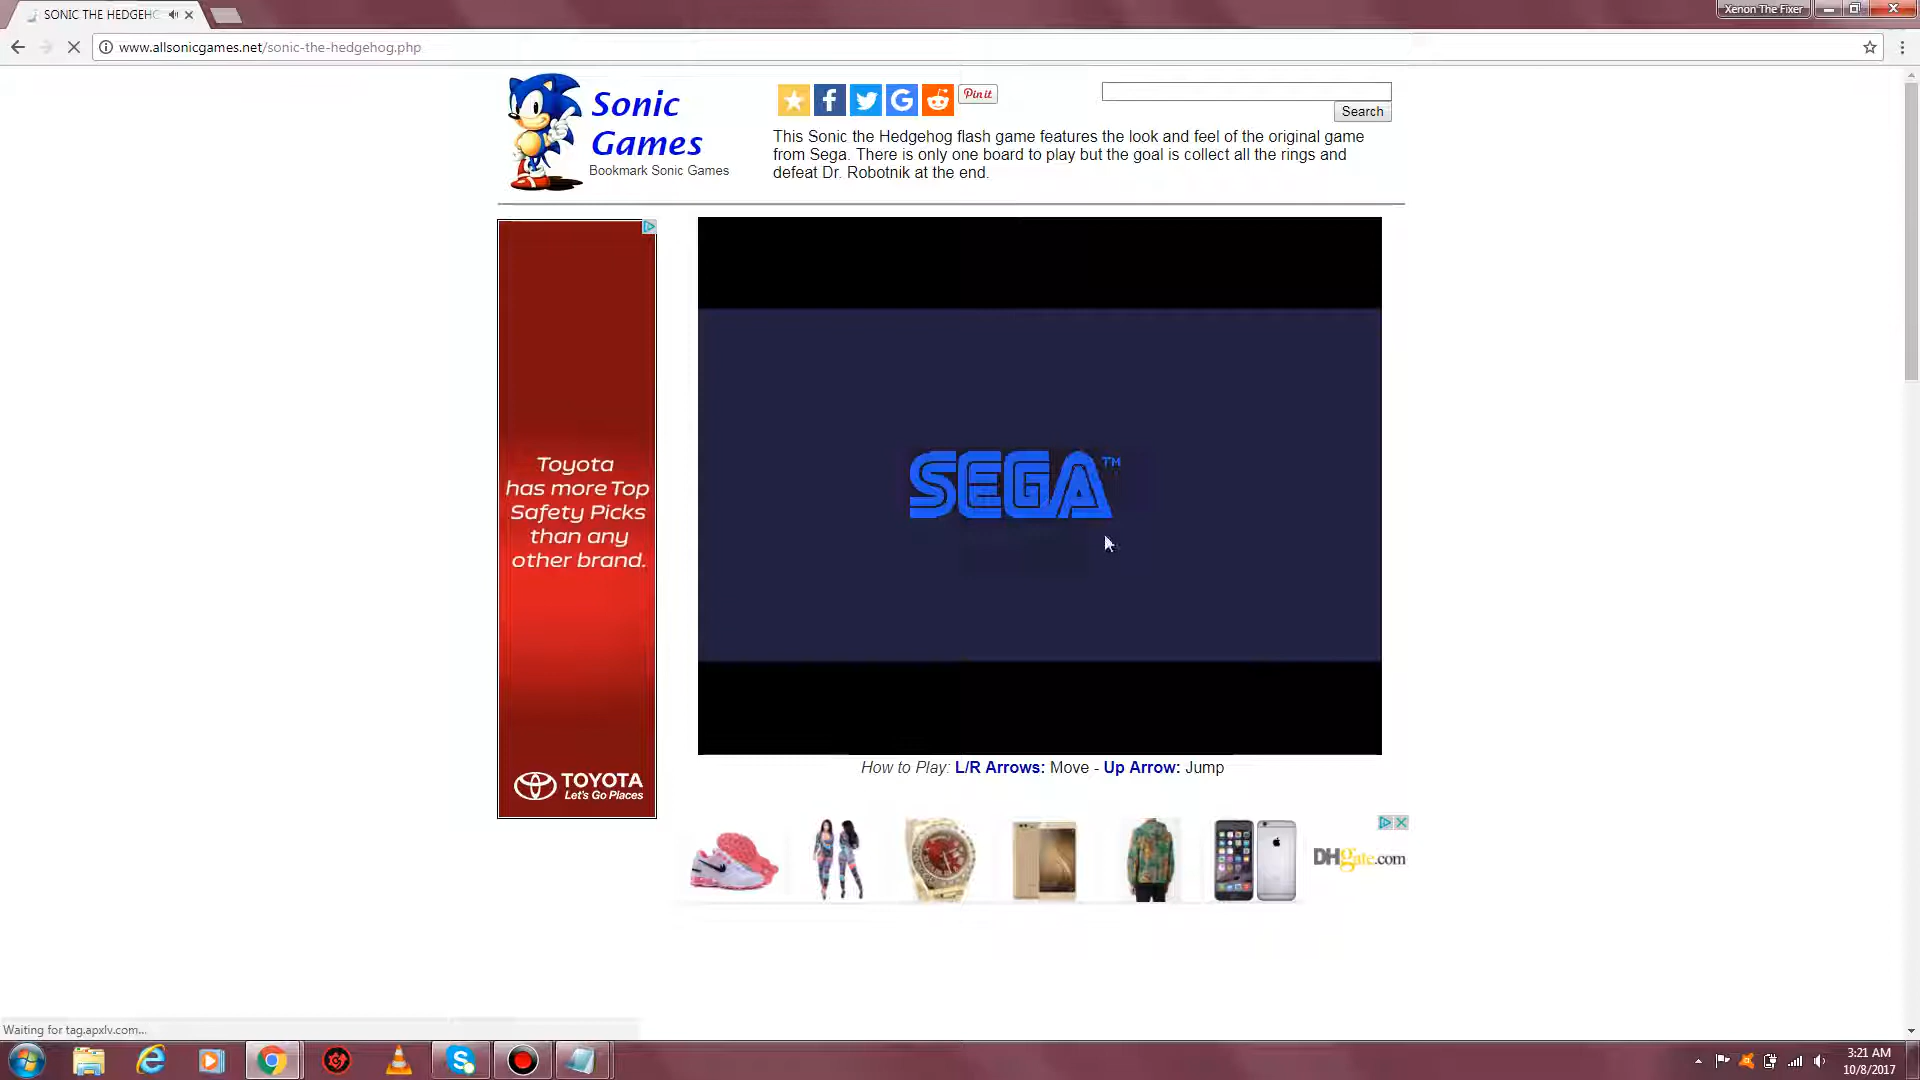 SONIC THE HEDGEHO
Xenon The Fixer
www.allsonicgames.net/sonic-the-hedgehog.php
Sonic
Games
Bookmark Sonic Games
Pin it
Search
This Sonic the Hedgehog flash game features the look and feel of the original game
from Sega. There is only one board to play but the goal is collect all the rings and
defeat Dr. Robotnik at the end.
Toyota
has more Top
Safety Picks
than any
other brand.
TOYOTA
Let's Go Places
SEGA™
How to Play: L/R Arrows: Move - Up Arrow: Jump
DHgate.com
Waiting for tag.apxlv.com...
3:21 AM
10/8/2017